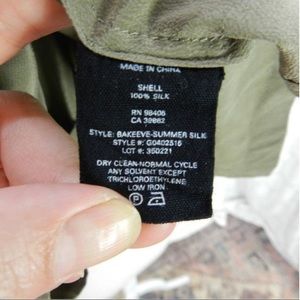 MADE IN CHINA
SHELL
100% SILK
RN 98406
CA 39862
STYLE: BAKEEVE-SUMMER SILK
STYLE #: G0402516
LOT #: 350221
DRY CLEAN-NORMAL CYCLE
ANY SOLVENT EXCEPT
TRICHLOROETHYLENE
LOW IRON
P